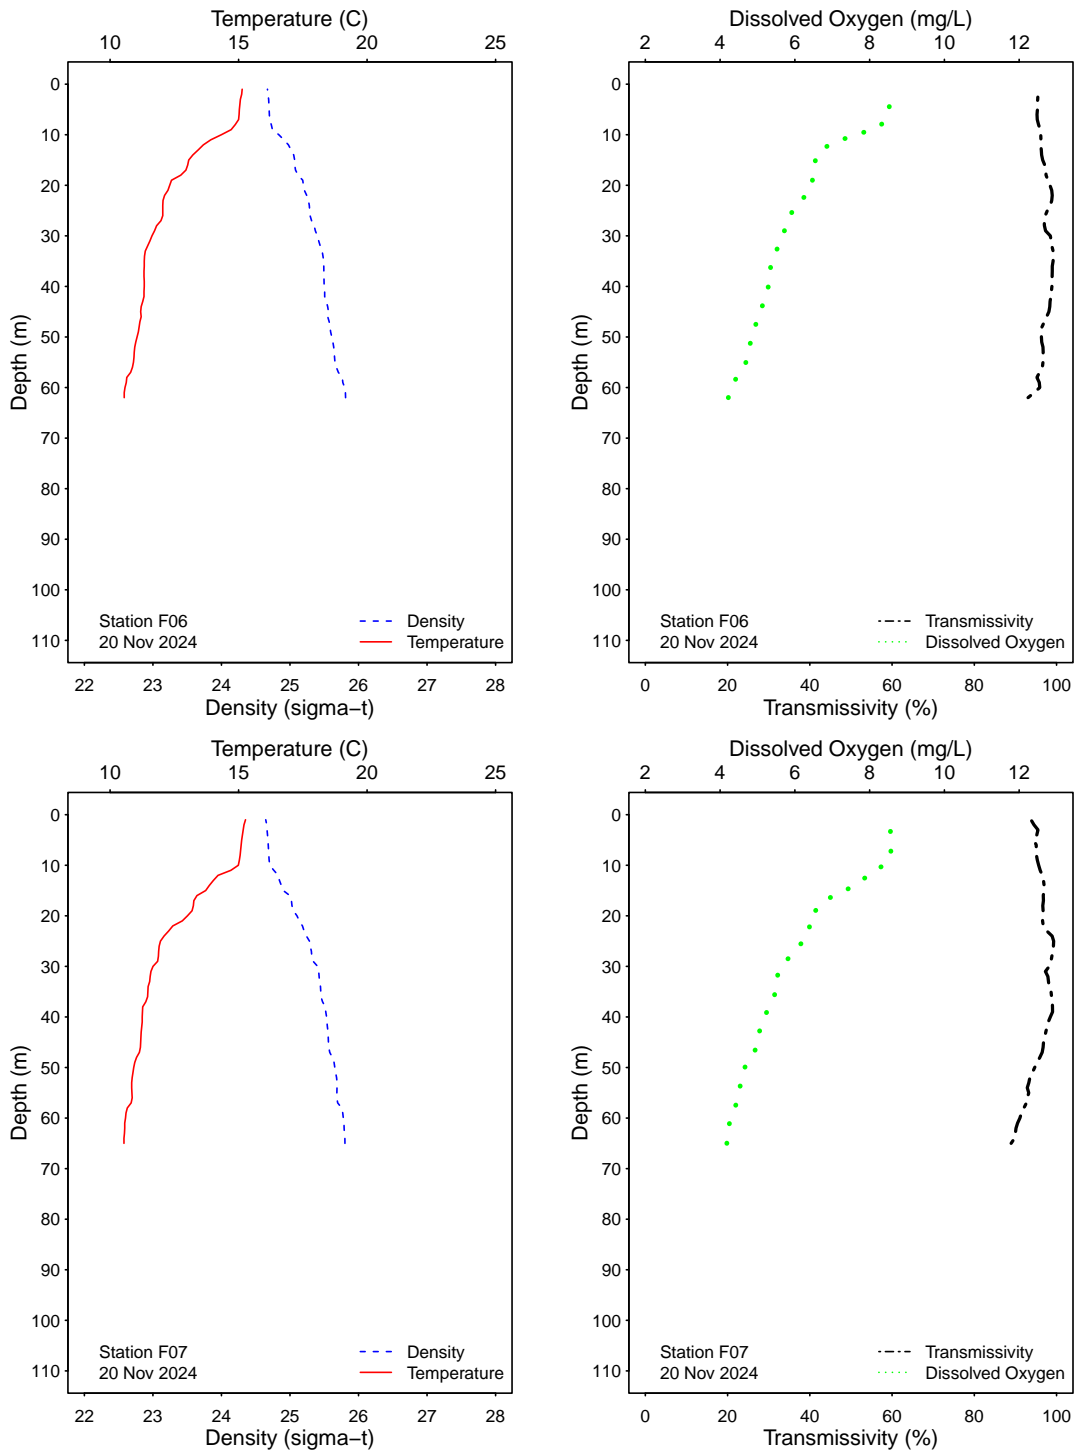 Temperature (C)
10 15 20 25
0
10
20
30
40
50
60
70
80
90
100
110
Depth (m)
Station F06
20 Nov 2024
Density
Temperature
22 23 24 25 26 27 28
Density (sigma−t)
Dissolved Oxygen (mg/L)
2 4 6 8 10 12
0
10
20
30
40
50
60
70
80
90
100
110
Depth (m)
Station F06
20 Nov 2024
Transmissivity
Dissolved Oxygen
0 20 40 60 80 100
Transmissivity (%)
Temperature (C)
10 15 20 25
0
10
20
30
40
50
60
70
80
90
100
110
Depth (m)
Station F07
20 Nov 2024
Density
Temperature
22 23 24 25 26 27 28
Density (sigma−t)
Dissolved Oxygen (mg/L)
2 4 6 8 10 12
0
10
20
30
40
50
60
70
80
90
100
110
Depth (m)
Station F07
20 Nov 2024
Transmissivity
Dissolved Oxygen
0 20 40 60 80 100
Transmissivity (%)